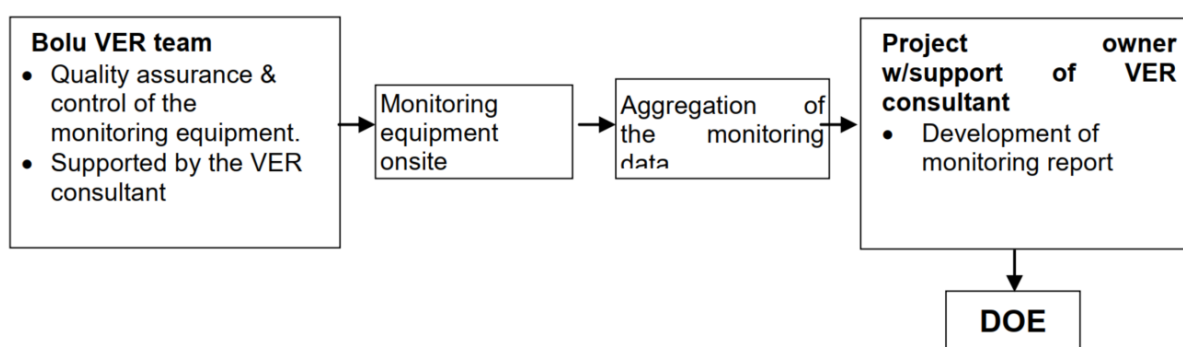 Bolu VER team
• Quality assurance &
control of the
monitoring equipment.
• Supported by the VER
consultant
Monitoring
equipment
onsite
Aggregation of
the monitoring
data
Project owner
w/support of VER
consultant
• Development of
monitoring report
DOE